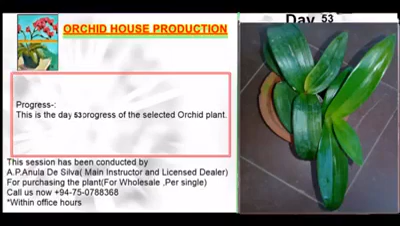 ORCHID HOUSE PRODUCTION
Day 53
Progress-:
This is the day 53progress of the selected Orchid plant.
This session has been conducted by
A.P.Anula De Silva( Main Instructor and Licensed Dealer)
For purchasing the plant(For Wholesale ,Per single)
Call us now +94-75-0788368
*Within office hours